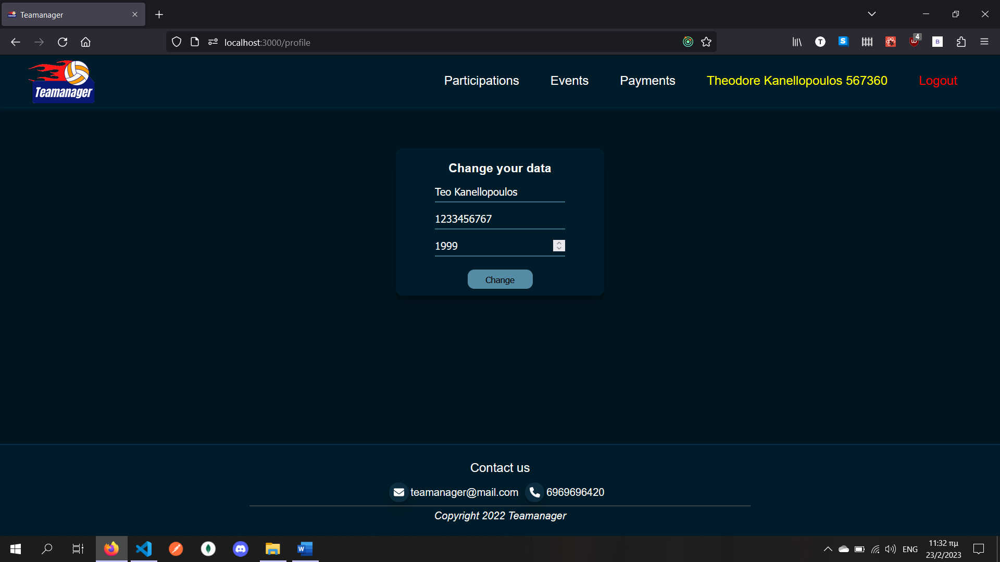 Teamanager
localhost:3000/profile
T
S
4
B
Teamanager
Participations
Events
Payments
Theodore Kanellopoulos 567360
Logout
Change your data
Teo Kanellopoulos
1233456767
1999
Change
Contact us
teamanager@mail.com
6969696420
Copyright 2022 Teamanager
W
ENG
11:32 πμ
23/2/2023